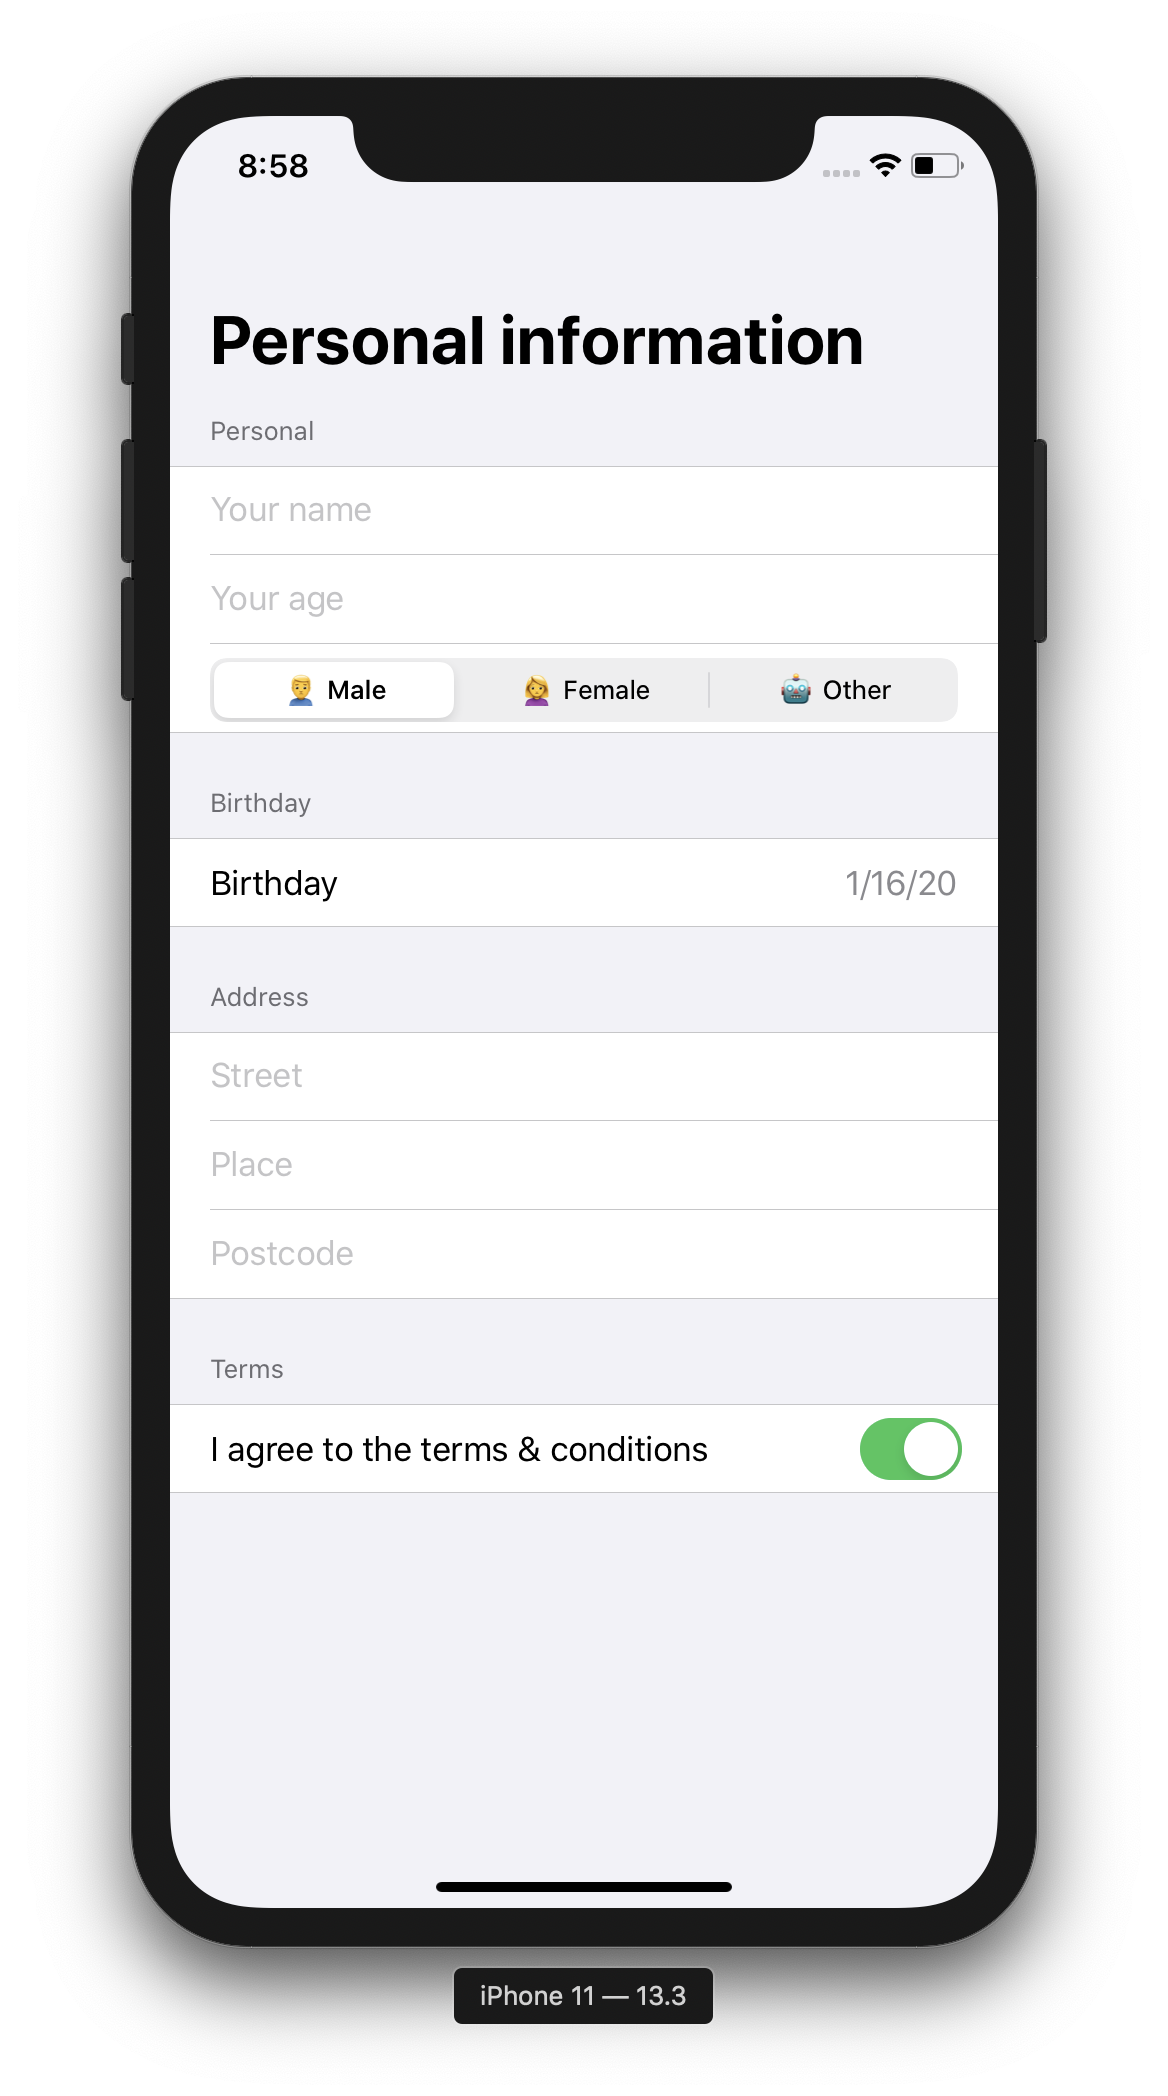 8:58
Personal information
Personal
Your name
Your age
Male Female Other
Birthday
Birthday 1/16/20
Address
Street
Place
Postcode
Terms
I agree to the terms & conditions
iPhone 11 — 13.3